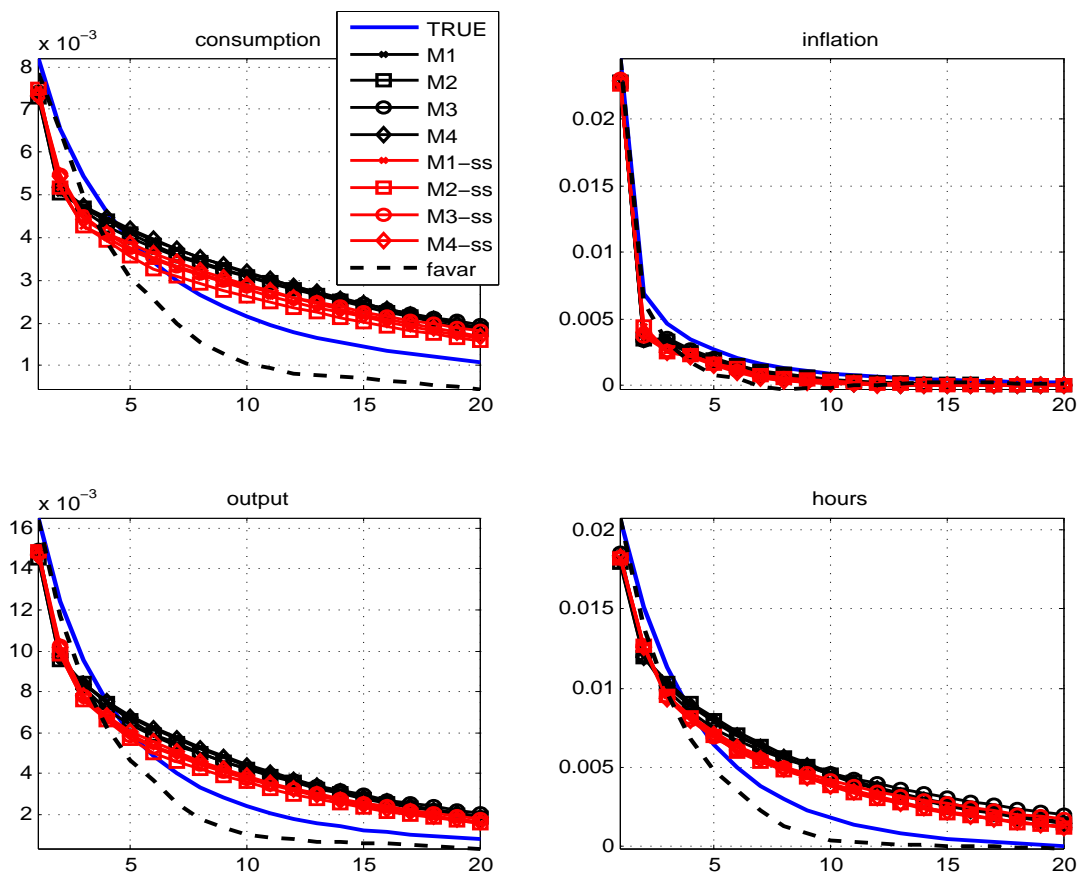 x 10⁻³
consumption
8
7
6
5
4
3
2
1
5
10
15
20
TRUE
M1
M2
M3
M4
M1−ss
M2−ss
M3−ss
M4−ss
favar
inflation
0.02
0.015
0.01
0.005
0
5
10
15
20
x 10⁻³
output
16
14
12
10
8
6
4
2
5
10
15
20
hours
0.02
0.015
0.01
0.005
0
5
10
15
20